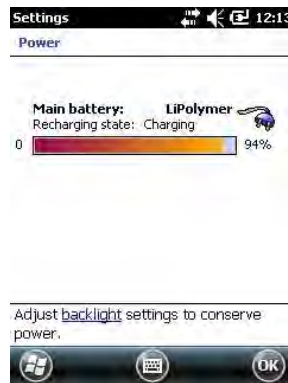 Settings 12:13
Power
Main battery: LiPolymer
Recharging state: Charging
0 94%
Adjust backlight settings to conserve
power.
OK